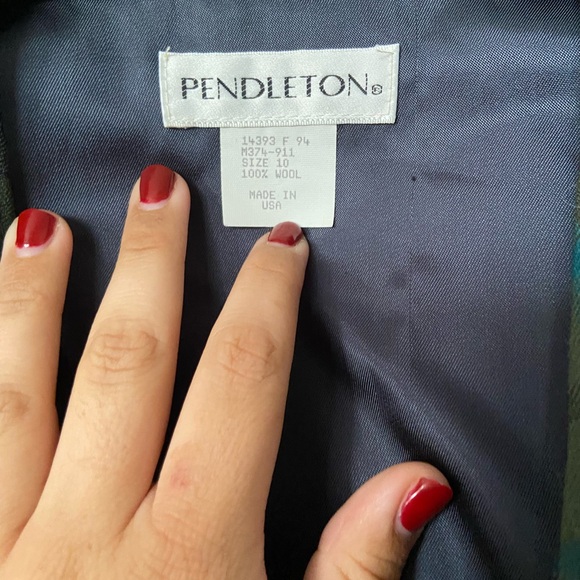 PENDLETON®
14393 F 94
M374-911
SIZE 10
100% WOOL
MADE IN
USA